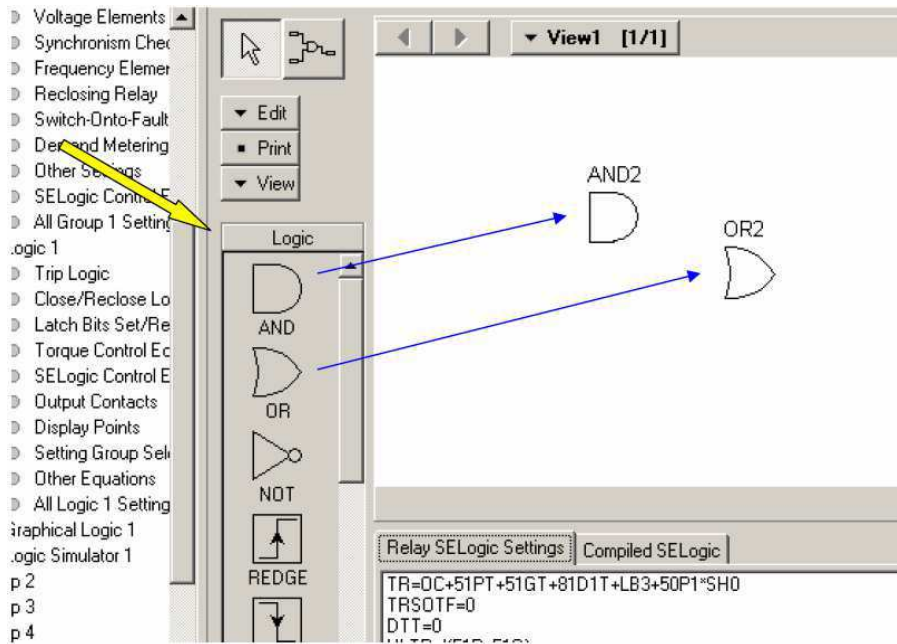 Voltage Elements
Synchronism Chec
Frequency Elemer
Reclosing Relay
Switch-Onto-Fault
Demand Metering
Other Settings
SELogic Control E
All Group 1 Setting
.ogic 1
Trip Logic
Close/Reclose Lo
Latch Bits Set/Re
Torque Control Ec
SELogic Control E
Output Contacts
Display Points
Setting Group Sele
Other Equations
All Logic 1 Setting
Graphical Logic 1
.ogic Simulator 1
p 2
p 3
p 4
Edit
Print
View
Logic
AND
OR
NOT
REDGE
View1 [1/1]
AND2
OR2
Relay SELogic Settings
Compiled SELogic
TR=OC+51PT+51GT+81D1T+LB3+50P1*SH0
TRSOTF=0
DTT=0